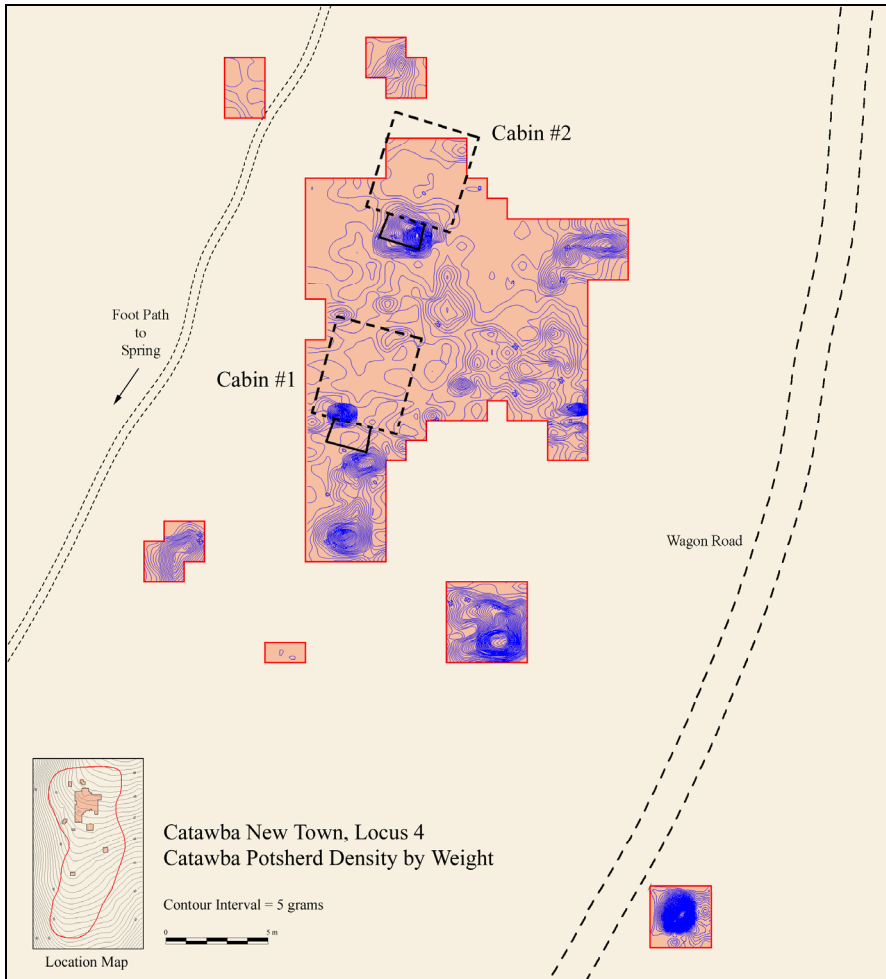 Cabin #2
Foot Path
to
Spring
Cabin #1
Wagon Road
Catawba New Town, Locus 4
Catawba Potsherd Density by Weight
Contour Interval = 5 grams
0 5 m
Location Map